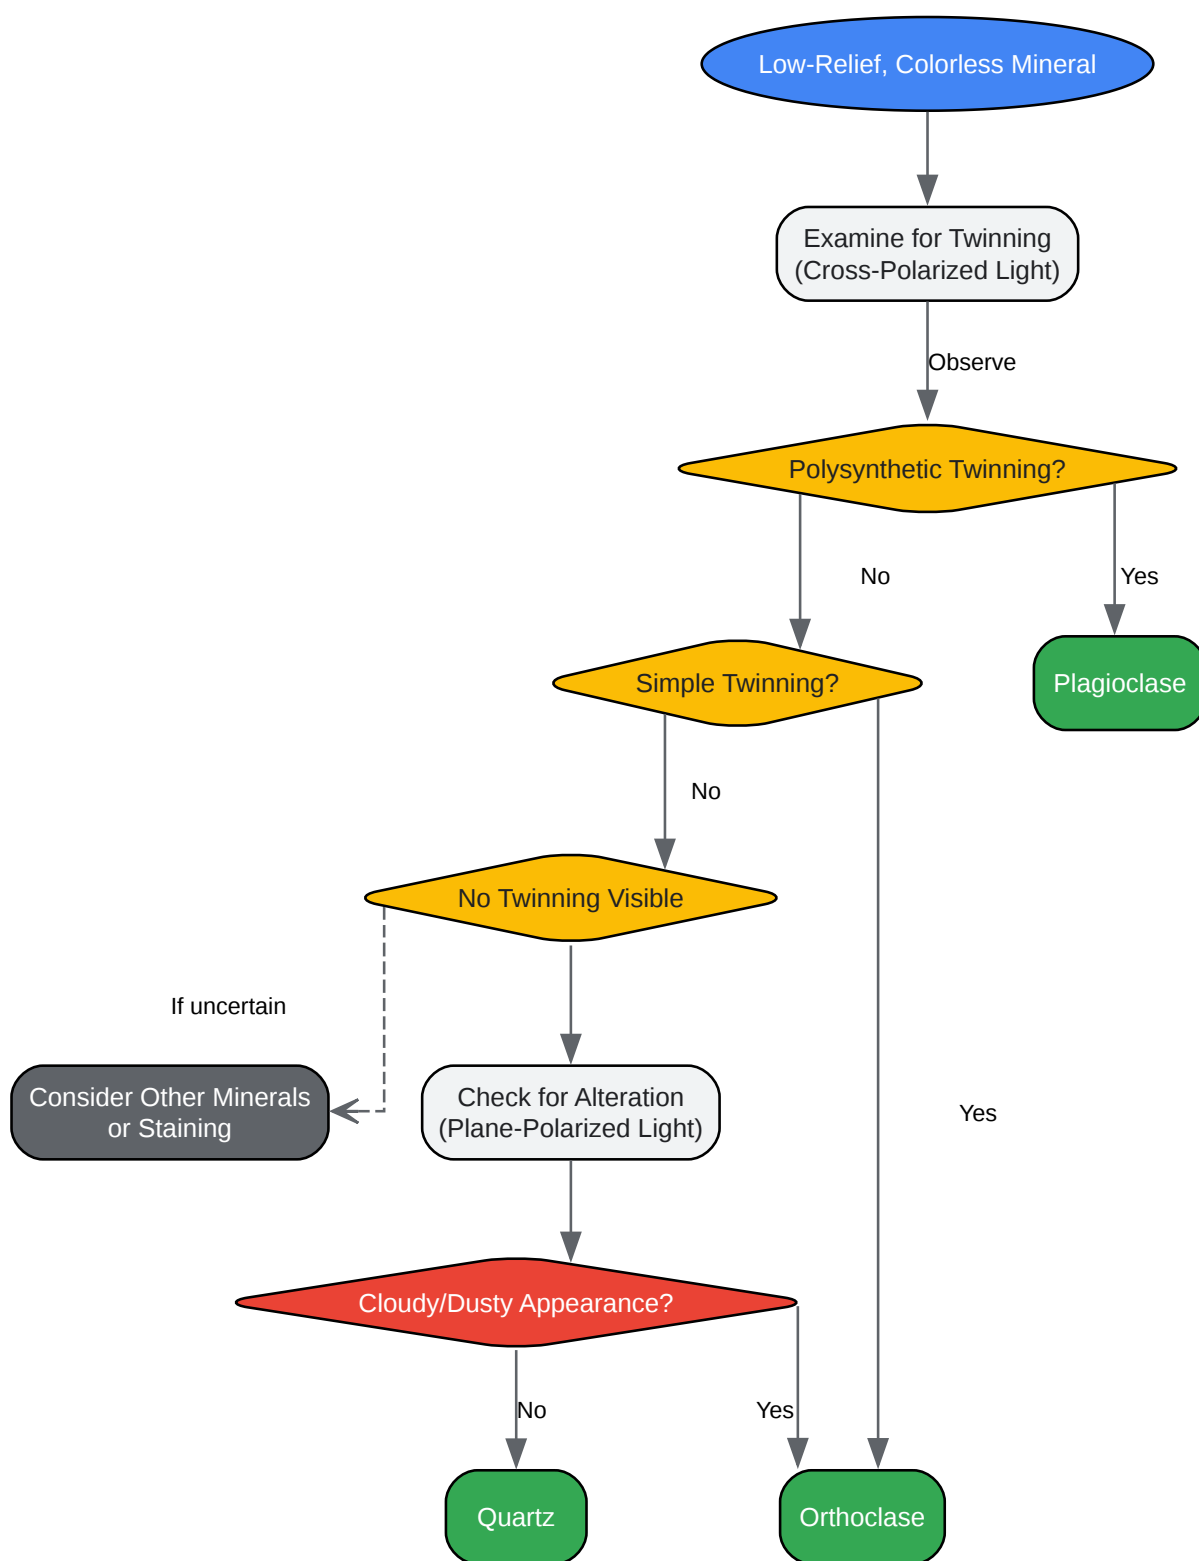 Low-Relief, Colorless Mineral
Examine for Twinning
(Cross-Polarized Light)
Observe
Polysynthetic Twinning?
No
Yes
Simple Twinning?
Plagioclase
No
No Twinning Visible
If uncertain
Consider Other Minerals
or Staining
Check for Alteration
(Plane-Polarized Light)
Yes
Cloudy/Dusty Appearance?
No
Yes
Quartz
Orthoclase